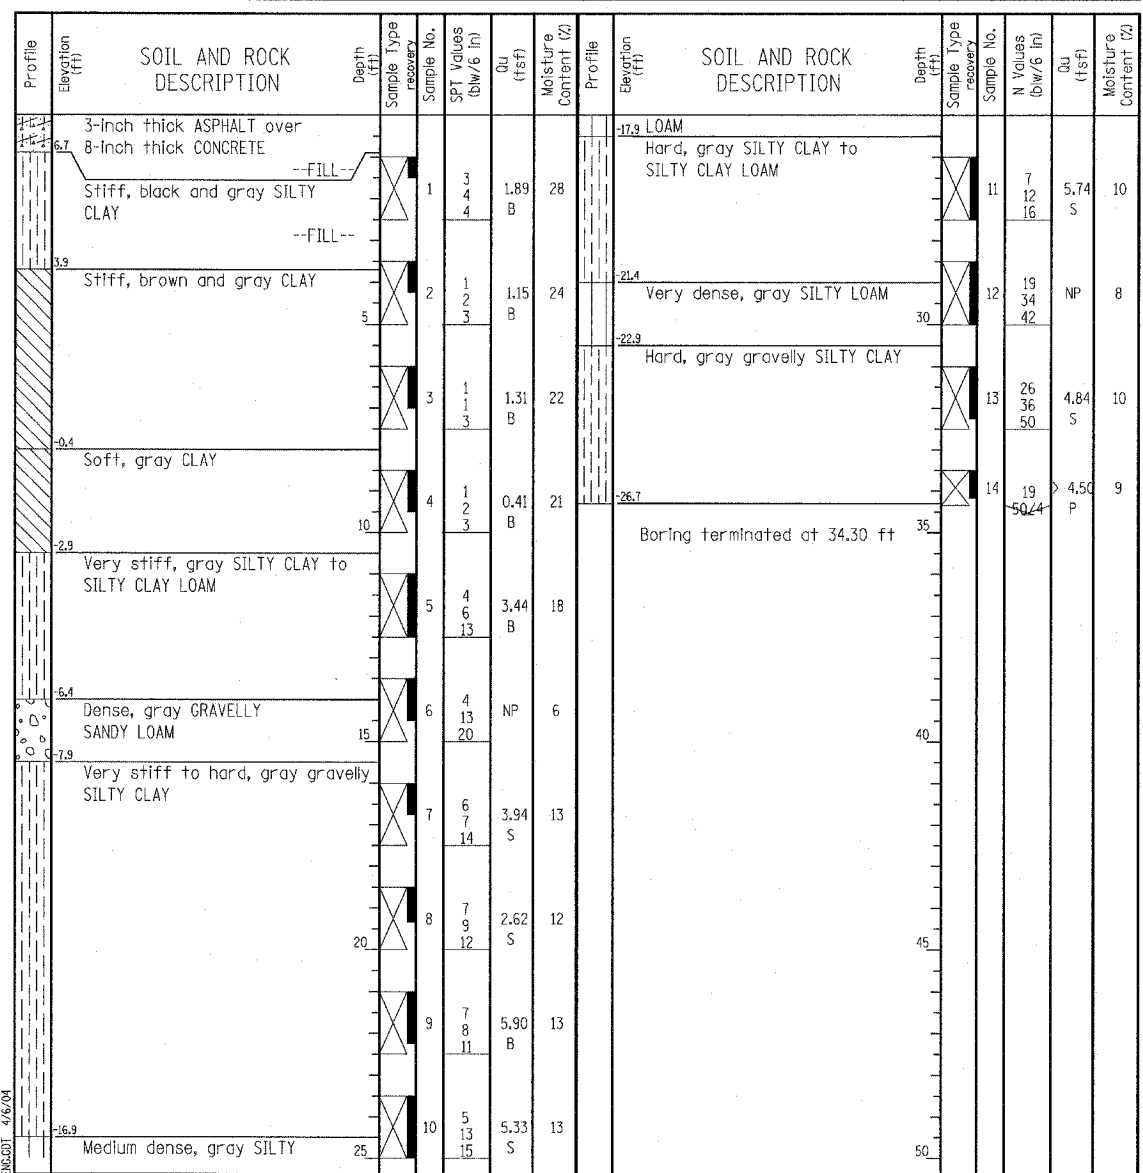 Profile
Elevation
(ft)
SOIL AND ROCK
DESCRIPTION
Depth
(ft)
Sample Type
recovery
Sample No.
SPT Values
(blw/6 in)
Qu
(tsf)
Moisture
Content (%)
3-inch thick ASPHALT over
6.7 8-inch thick CONCRETE
--FILL--
Stiff, black and gray SILTY
CLAY
--FILL--
1
3
4
4
1.89
B
28
3.9
Stiff, brown and gray CLAY
5
2
1
2
3
1.15
B
24
3
1
1
3
1.31
B
22
-0.4
Soft, gray CLAY
10
4
1
2
3
0.41
B
21
-2.9
Very stiff, gray SILTY CLAY to
SILTY CLAY LOAM
5
4
6
13
3.44
B
18
-6.4
Dense, gray GRAVELLY
SANDY LOAM
15
6
4
13
20
NP
6
-7.9
Very stiff to hard, gray gravelly
SILTY CLAY
7
6
7
14
3.94
S
13
20
8
7
9
12
2.62
S
12
9
7
8
11
5.90
B
13
10
5
13
15
5.33
S
13
-16.9
Medium dense, gray SILTY
25
Profile
Elevation
(ft)
SOIL AND ROCK
DESCRIPTION
Depth
(ft)
Sample Type
recovery
Sample No.
N Values
(blw/6 in)
Qu
(tsf)
Moisture
Content (%)
-17.9 LOAM
Hard, gray SILTY CLAY to
SILTY CLAY LOAM
11
7
12
16
5.74
S
10
-21.4
Very dense, gray SILTY LOAM
30
12
19
34
42
NP
8
-22.9
Hard, gray gravelly SILTY CLAY
13
26
36
50
4.84
S
10
14
19
50/4
> 4.50
P
9
-26.7
Boring terminated at 34.30 ft
35
40
45
50
ENG.GDT 4/6/04